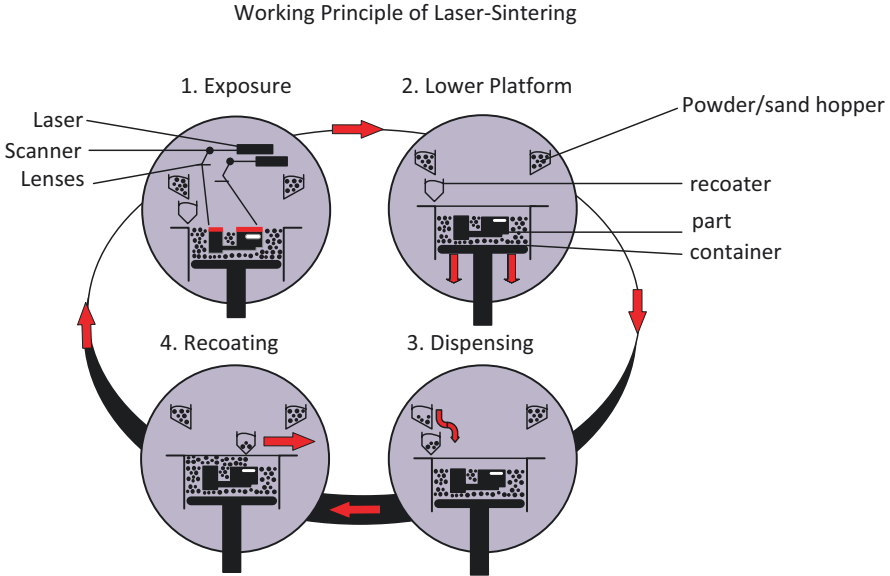 Working Principle of Laser-Sintering
1. Exposure
2. Lower Platform
Laser
Scanner
Lenses
Powder/sand hopper
recoater
part
container
4. Recoating
3. Dispensing